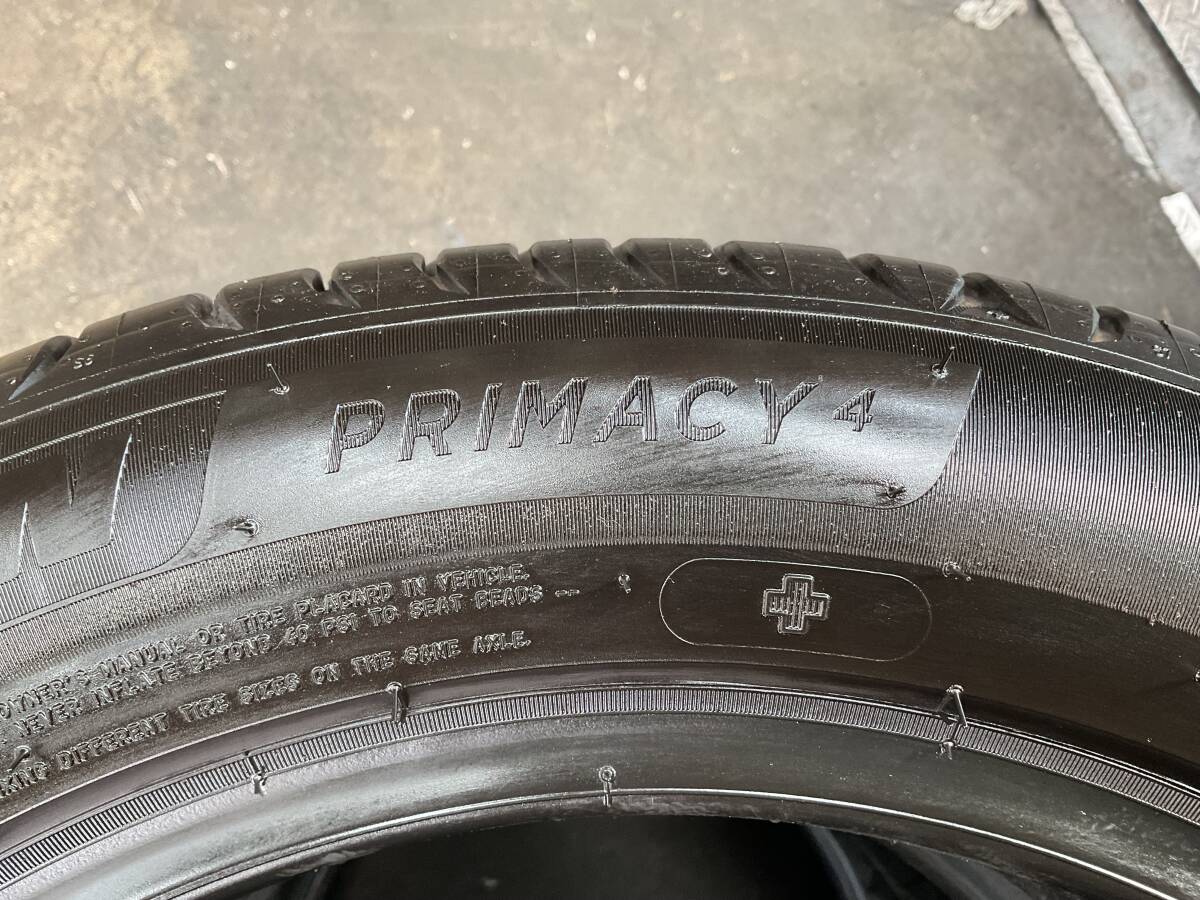 PRIMACY 4
OWNER'S MANUAL OR TIRE PLACARD IN VEHICLE.
NEVER INFLATE BEYOND 40 PSI TO SEAT BEADS --
DIFFERENT TIRE SIZES ON THE SAME AXLE.